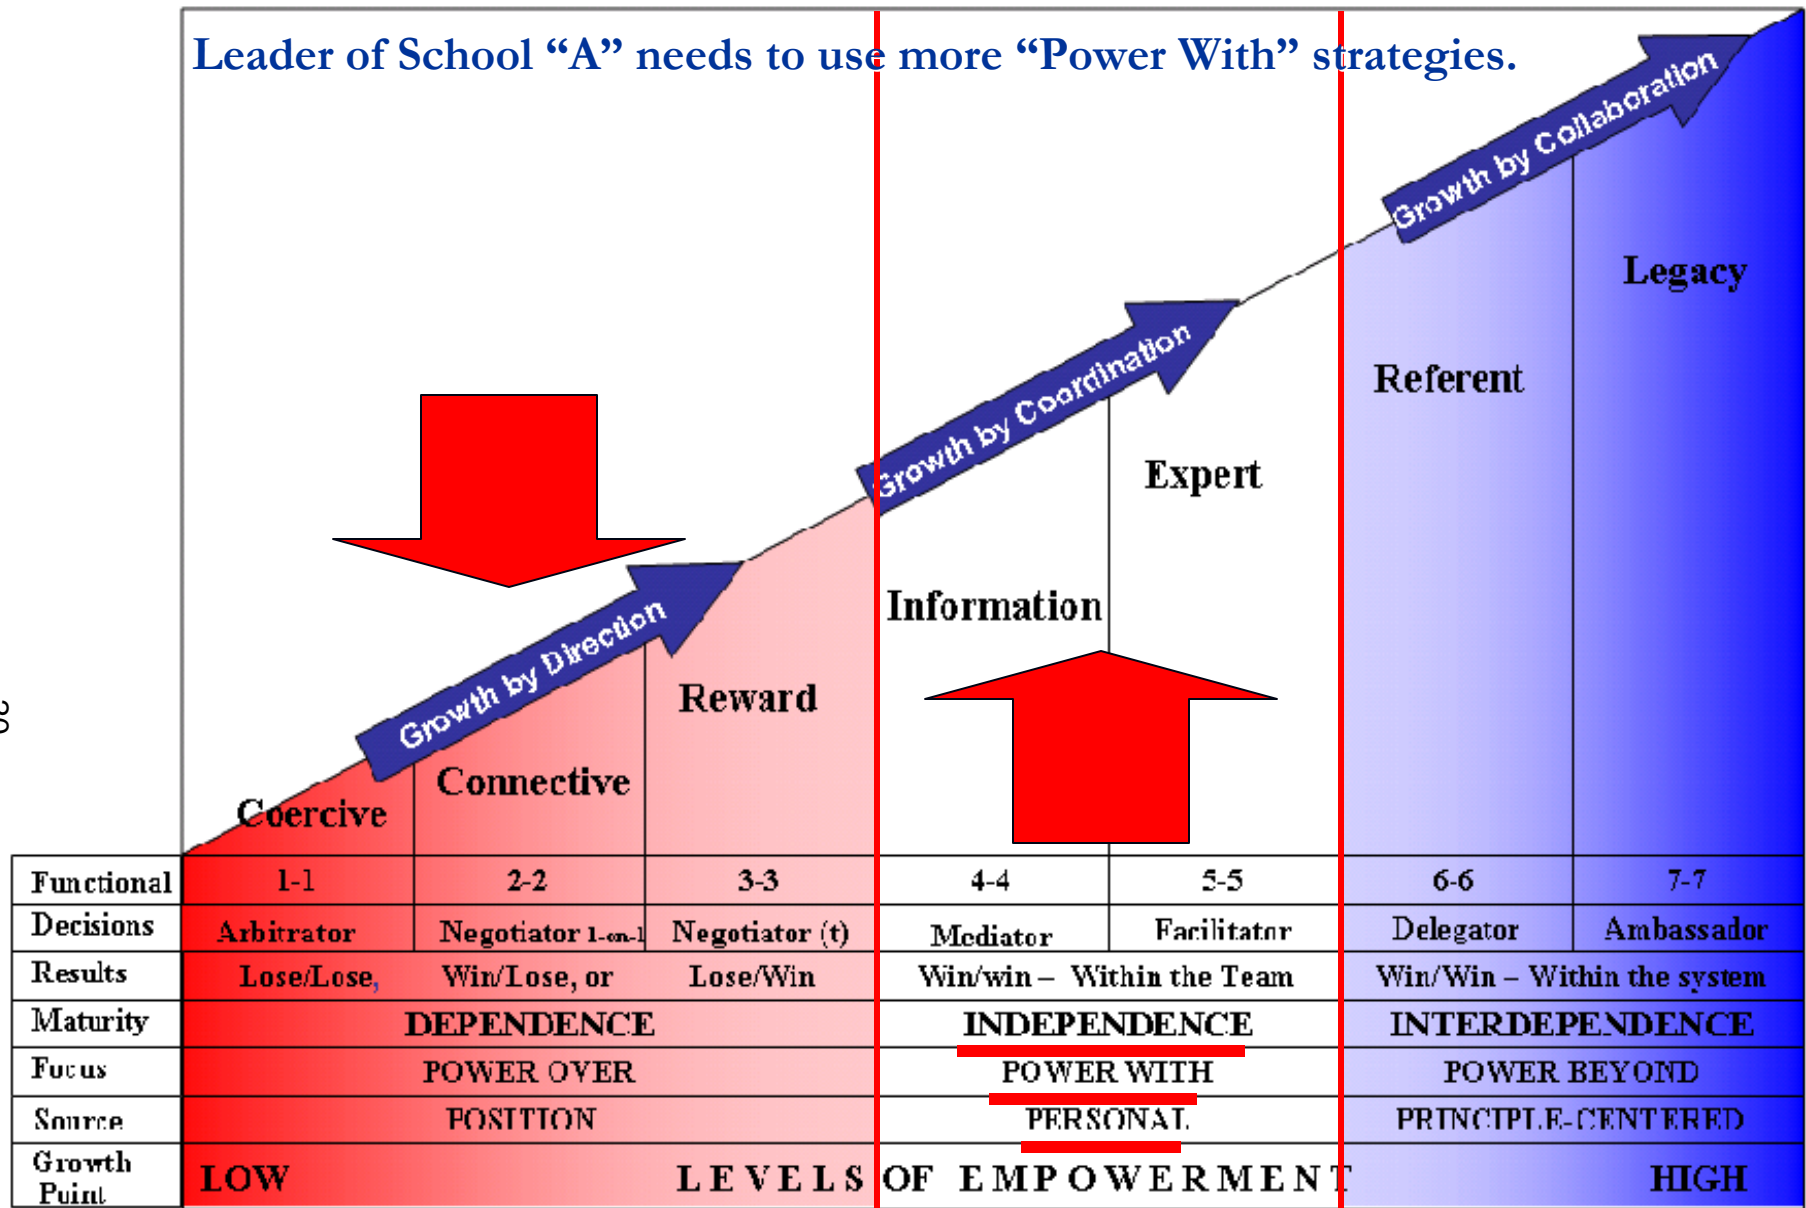 Leader of School “A” needs to use more “Power With” strategies.
Growth by Collaboration
Legacy
Growth by Coordination
Referent
Expert
Information
Growth by Direction
Reward
Connective
Coercive
Functional 1-1 2-2 3-3 4-4 5-5 6-6 7-7
Decisions Arbitrator Negotiator 1-on-1 Negotiator (t) Mediator Facilitator Delegator Ambassador
Results Lose/Lose, Win/Lose, or Lose/Win Win/win – Within the Team Win/Win – Within the system
Maturity DEPENDENCE INDEPENDENCE INTERDEPENDENCE
Focus POWER OVER POWER WITH POWER BEYOND
Source POSITION PERSONAL PRINCIPLE-CENTERED
Growth
Point LOW LEVELS OF EMPOWERMENT HIGH